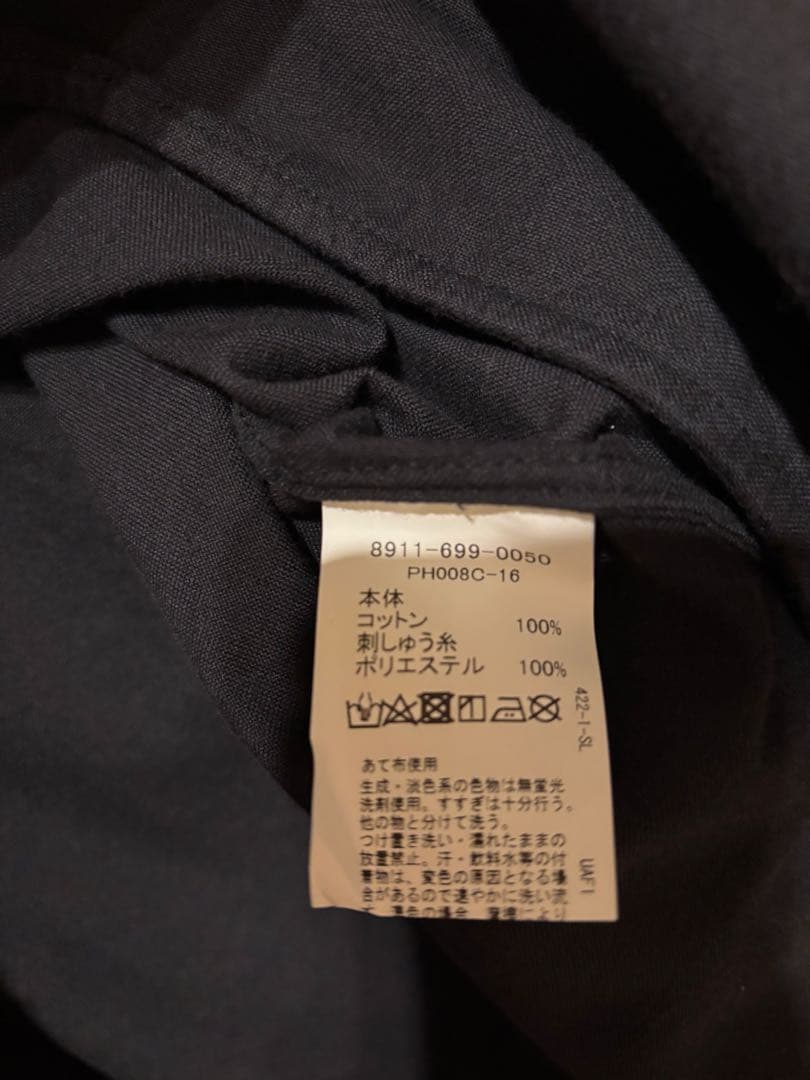 8911-699-0050
PH008C-16
本体
コットン 100%
刺しゅう糸
ポリエステル 100%
422-1-SL
あて布使用
生成・淡色系の色物は無蛍光
洗剤使用。すすぎは十分行う。
他の物と分けて洗う。
つけ置き洗い・濡れたままの
放置禁止。汗・飲料水等の付
着物は、変色の原因となる場
合があるので速やかに洗い流
UAF1